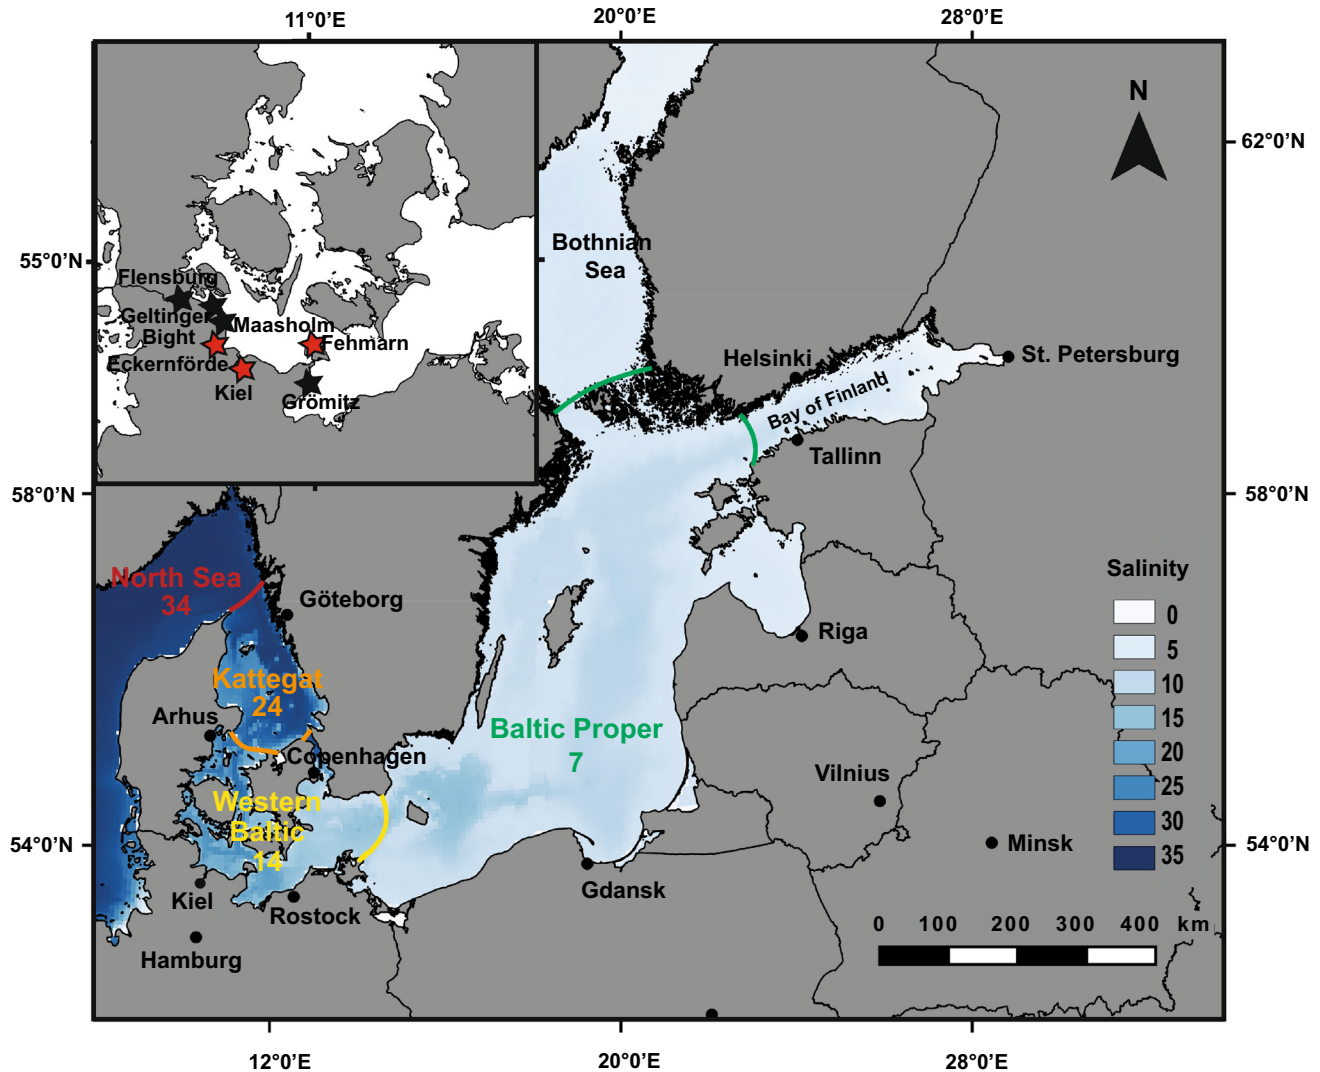 11°0'E
20°0'E
28°0'E
N
62°0'N
Bothnian
Sea
55°0'N
Flensburg
Geltinger
Bight
Maasholm
Fehmarn
Eckernförde
Kiel
Grömitz
Helsinki
St. Petersburg
Bay of Finland
Tallinn
58°0'N
58°0'N
North Sea
34
Göteborg
Riga
Salinity
0
5
10
15
20
25
30
35
Kattegat
24
Arhus
Copenhagen
Baltic Proper
7
Western
Baltic
14
Vilnius
Minsk
54°0'N
54°0'N
Kiel
Rostock
Gdansk
Hamburg
0 100 200 300 400 km
12°0'E
20°0'E
28°0'E